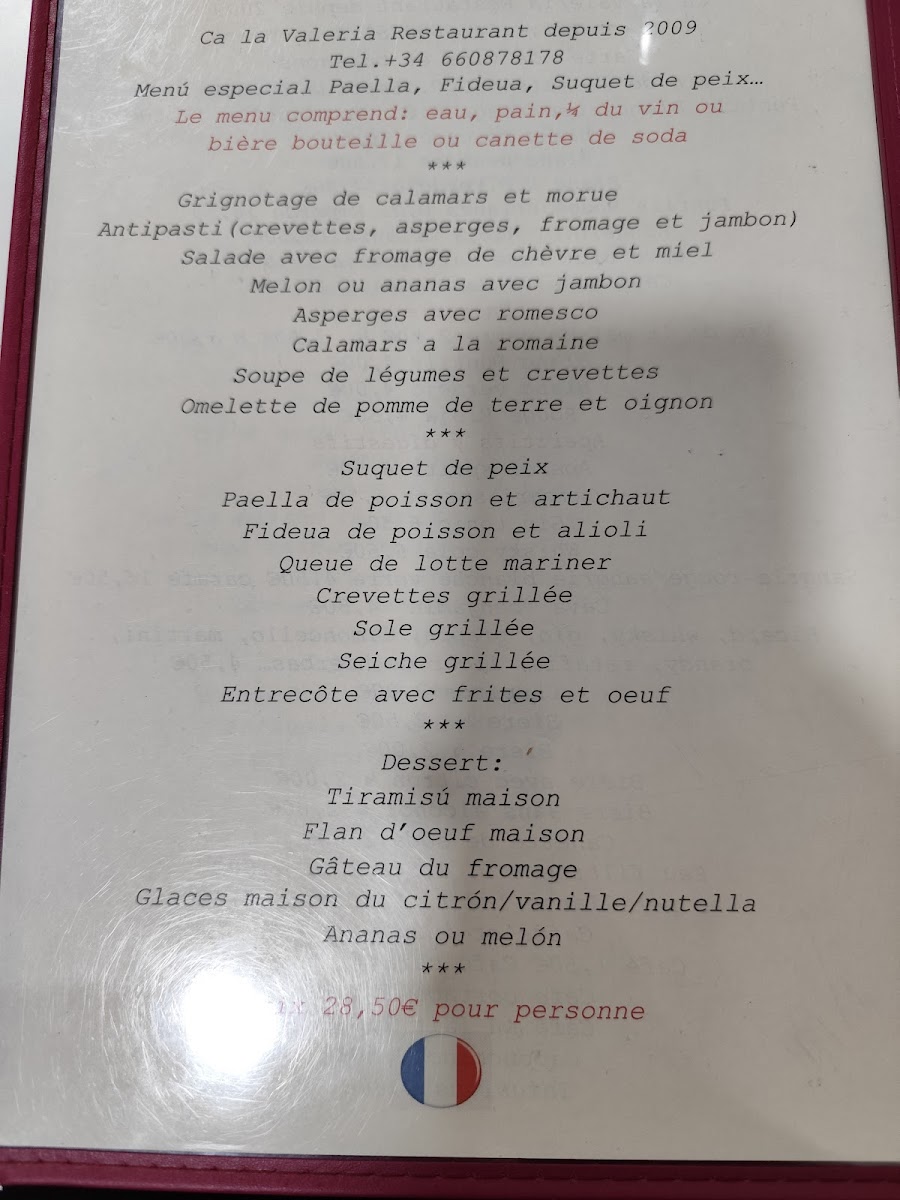 Ca la Valeria Restaurant depuis 2009
Tel.+34 660878178
Menú especial Paella, Fideua, Suquet de peix…
Le menu comprend: eau, pain,¼ du vin ou
bière bouteille ou canette de soda
***
Grignotage de calamars et morue
Antipasti(crevettes, asperges, fromage et jambon)
Salade avec fromage de chèvre et miel
Melon ou ananas avec jambon
Asperges avec romesco
Calamars a la romaine
Soupe de légumes et crevettes
Omelette de pomme de terre et oignon
***
Suquet de peix
Paella de poisson et artichaut
Fideua de poisson et alioli
Queue de lotte mariner
Crevettes grillée
Sole grillée
Seiche grillée
Entrecôte avec frites et oeuf
***
Dessert:
Tiramisú maison
Flan d’oeuf maison
Gâteau du fromage
Glaces maison du citrón/vanille/nutella
Ananas ou melón
***
28,50€ pour personne